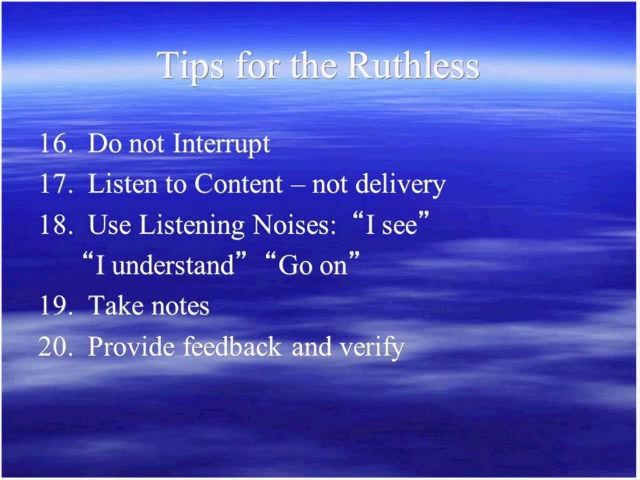 Tips for the Ruthless
16. Do not Interrupt
17. Listen to Content – not delivery
18. Use Listening Noises: “I see”
“I understand” “Go on”
19. Take notes
20. Provide feedback and verify